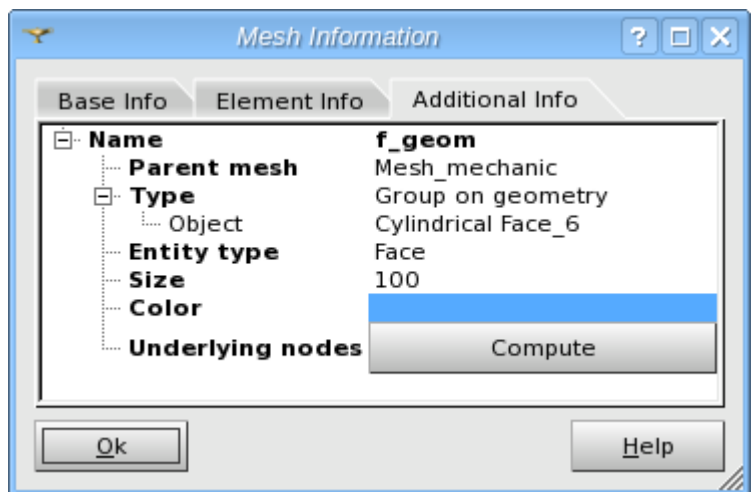 Mesh Information
Base Info Element Info Additional Info
Name f_geom
Parent mesh Mesh_mechanic
Type Group on geometry
Object Cylindrical Face_6
Entity type Face
Size 100
Color
Underlying nodes Compute
Ok Help